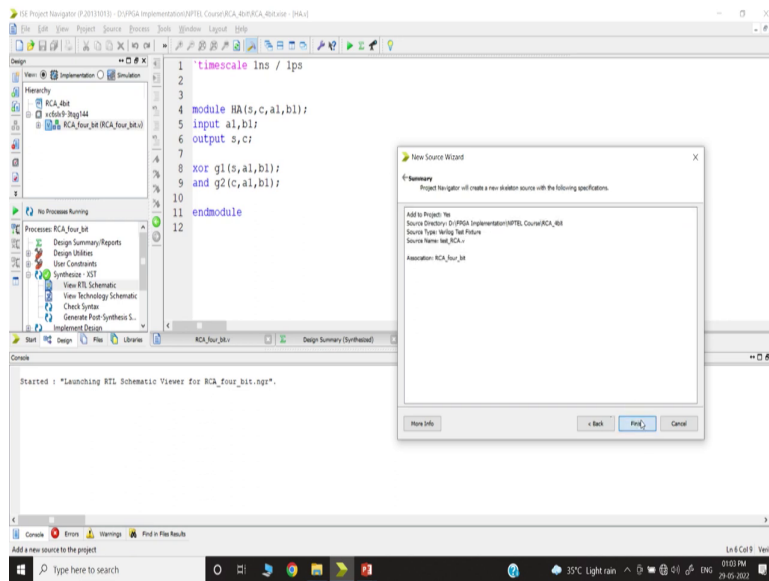 ISE Project Navigator (P.20131013) - D:\FPGA Implementation\NPTEL Course\RCA_4bit\RCA_4bit.xise - [HA.v]
File Edit View Project Source Process Tools Window Layout Help
Design
View: Implementation Simulation
Hierarchy
RCA_4bit
xc6slx9-3tqg144
RCA_four_bit (RCA_four_bit.v)
No Processes Running
Processes: RCA_four_bit
Design Summary/Reports
Design Utilities
User Constraints
Synthesize - XST
View RTL Schematic
View Technology Schematic
Check Syntax
Generate Post-Synthesis S...
Implement Design
Start Design Files Libraries
1 `timescale 1ns / 1ps
2
3
4 module HA(s,c,a1,b1);
5 input a1,b1;
6 output s,c;
7
8 xor g1(s,a1,b1);
9 and g2(c,a1,b1);
10
11 endmodule
12
RCA_four_bit.v Design Summary (Synthesized)
New Source Wizard
Summary
Project Navigator will create a new skeleton source with the following specifications.
Add to Project: Yes
Source Directory: D:\FPGA Implementation\NPTEL Course\RCA_4bit
Source Type: Verilog Test Fixture
Source Name: test_RCA.v
Association: RCA_four_bit
More Info < Back Finish Cancel
Console
Started : "Launching RTL Schematic Viewer for RCA_four_bit.ngr".
Console Errors Warnings Find in Files Results
Add a new source to the project
Ln 6 Col 9 Veri
Type here to search
35°C Light rain
ENG
01:03 PM
29-05-2022